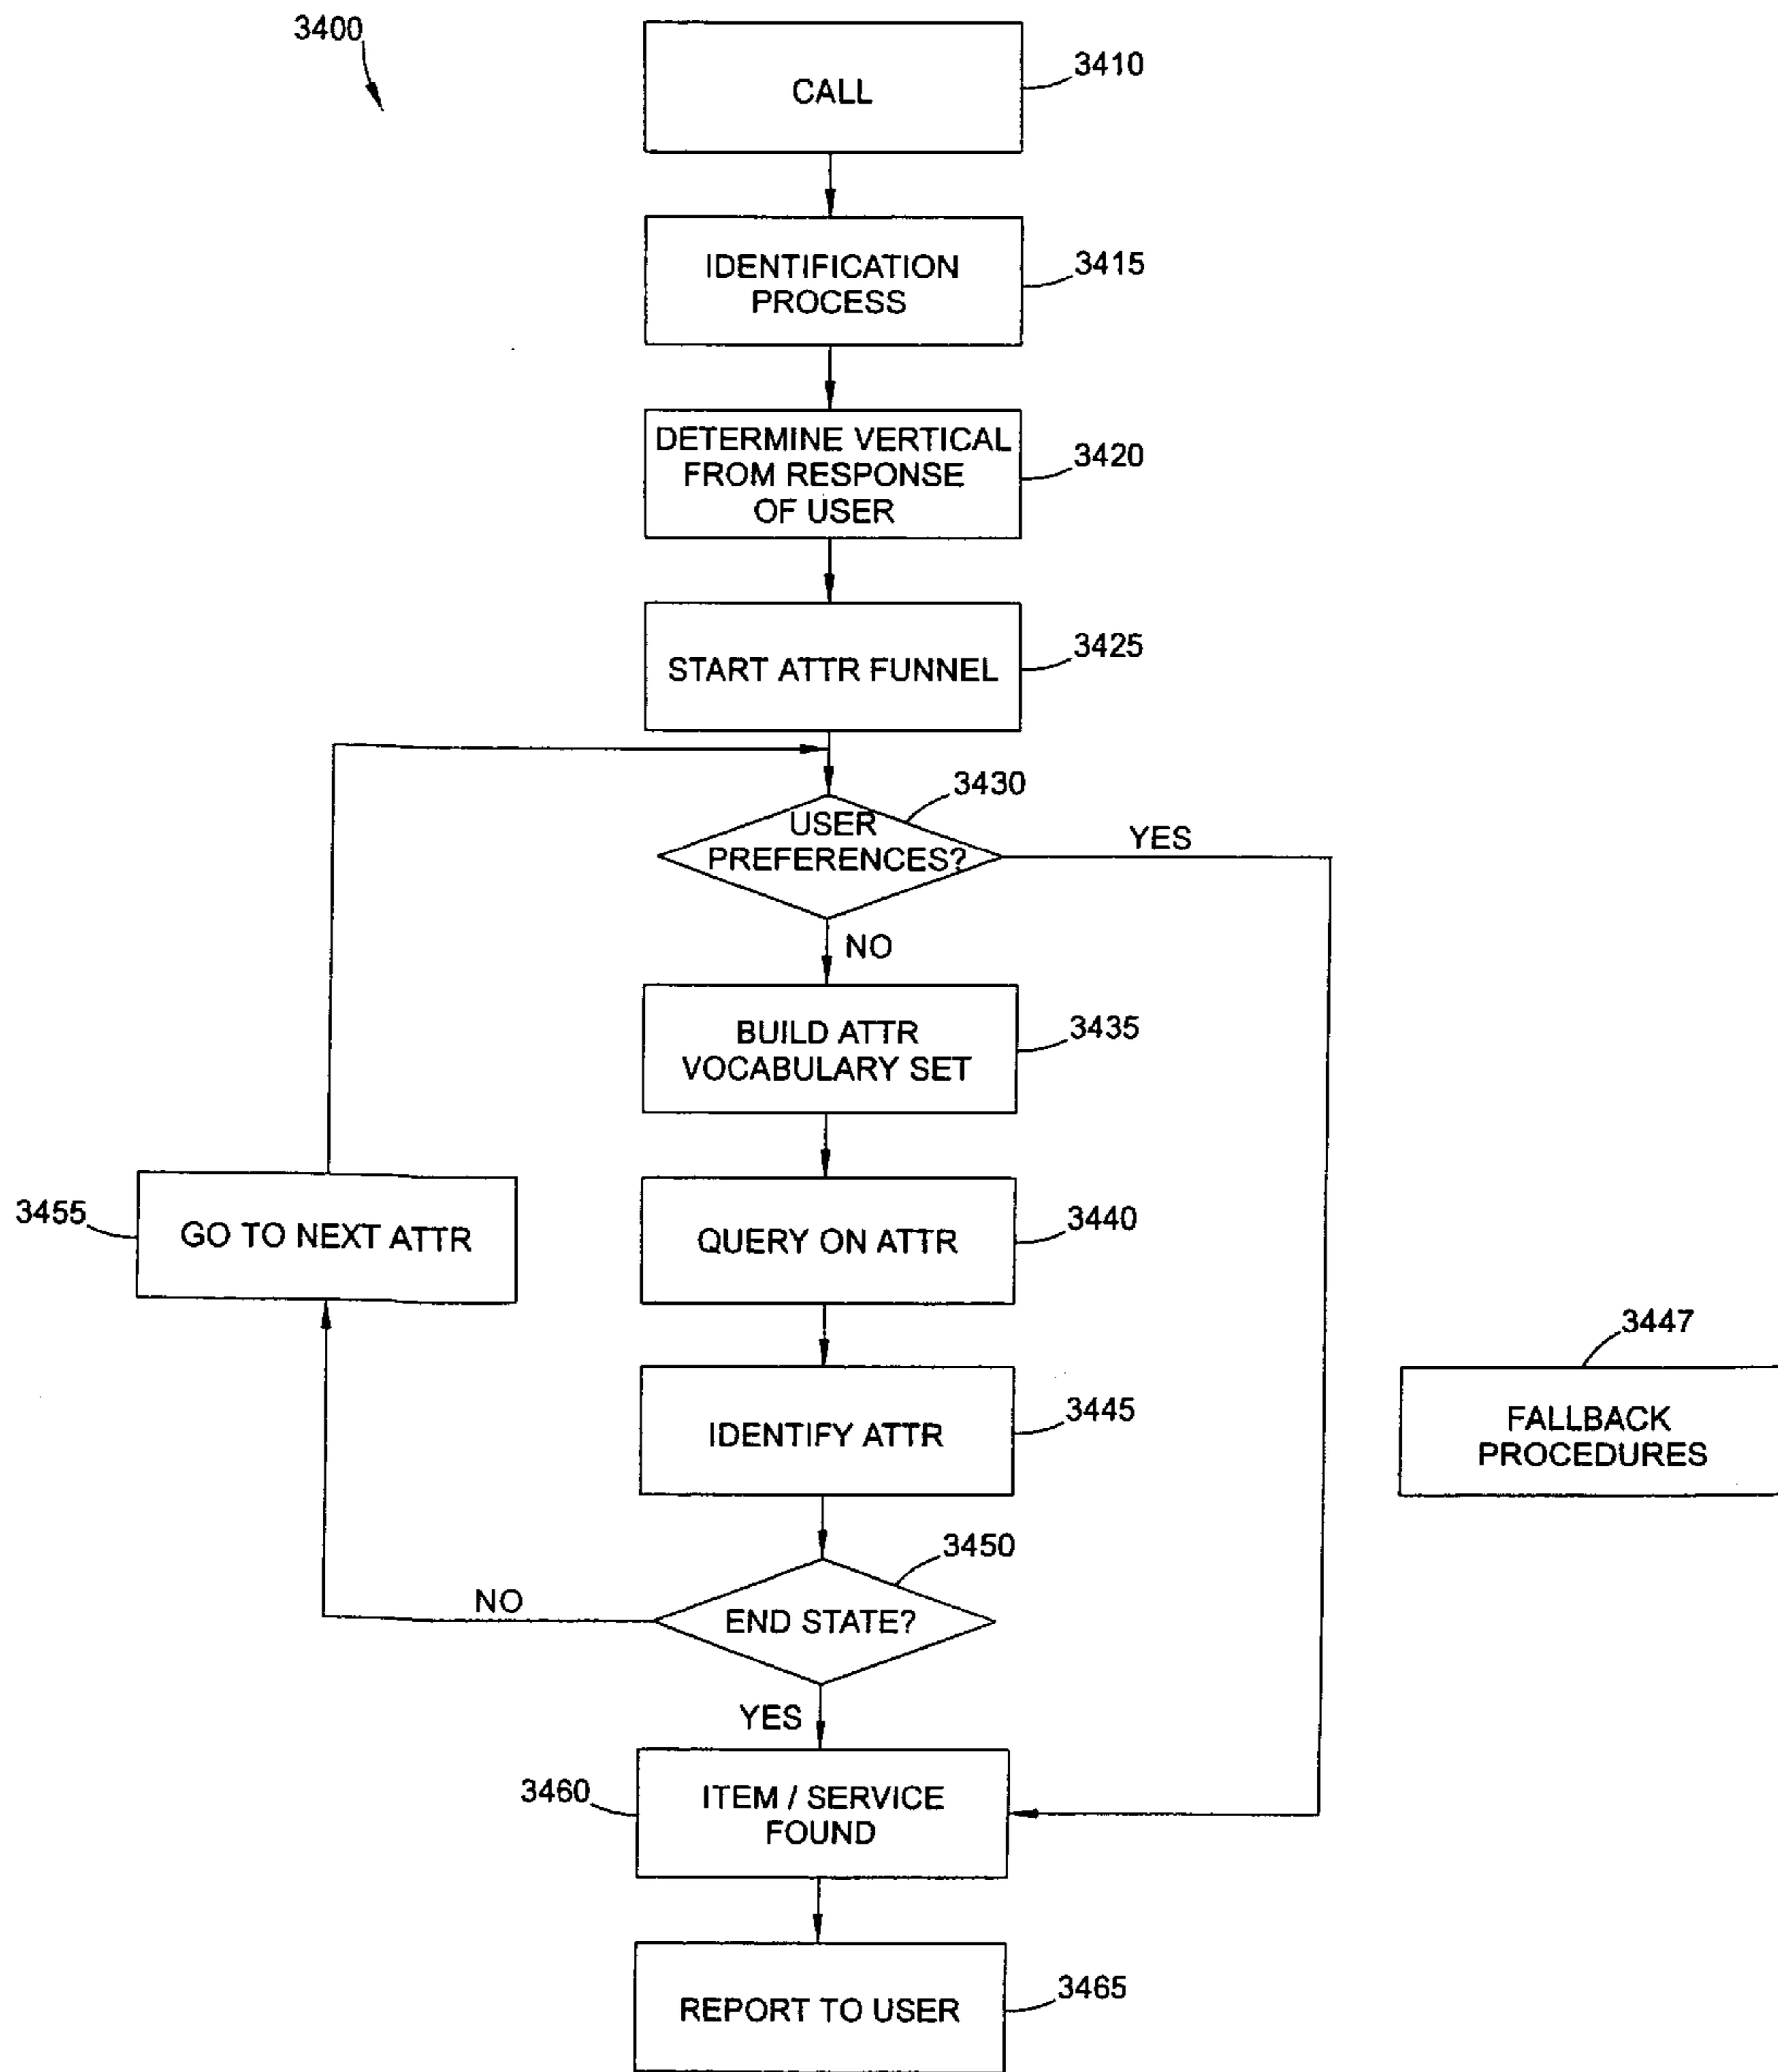 3400
CALL
3410
IDENTIFICATION
PROCESS
3415
DETERMINE VERTICAL
FROM RESPONSE
OF USER
3420
START ATTR FUNNEL
3425
3430
USER
PREFERENCES?
YES
NO
BUILD ATTR
VOCABULARY SET
3435
3455
GO TO NEXT ATTR
QUERY ON ATTR
3440
3447
FALLBACK
PROCEDURES
IDENTIFY ATTR
3445
3450
END STATE?
NO
YES
3460
ITEM / SERVICE
FOUND
REPORT TO USER
3465